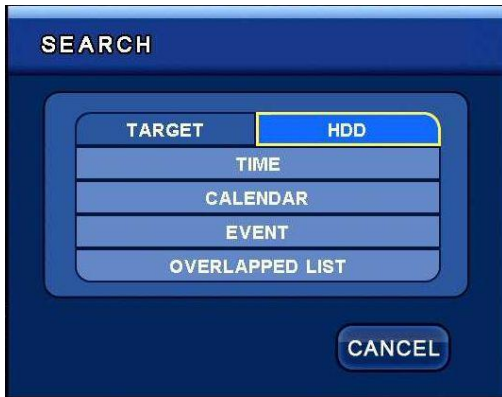 SEARCH
TARGET HDD
TIME
CALENDAR
EVENT
OVERLAPPED LIST
CANCEL